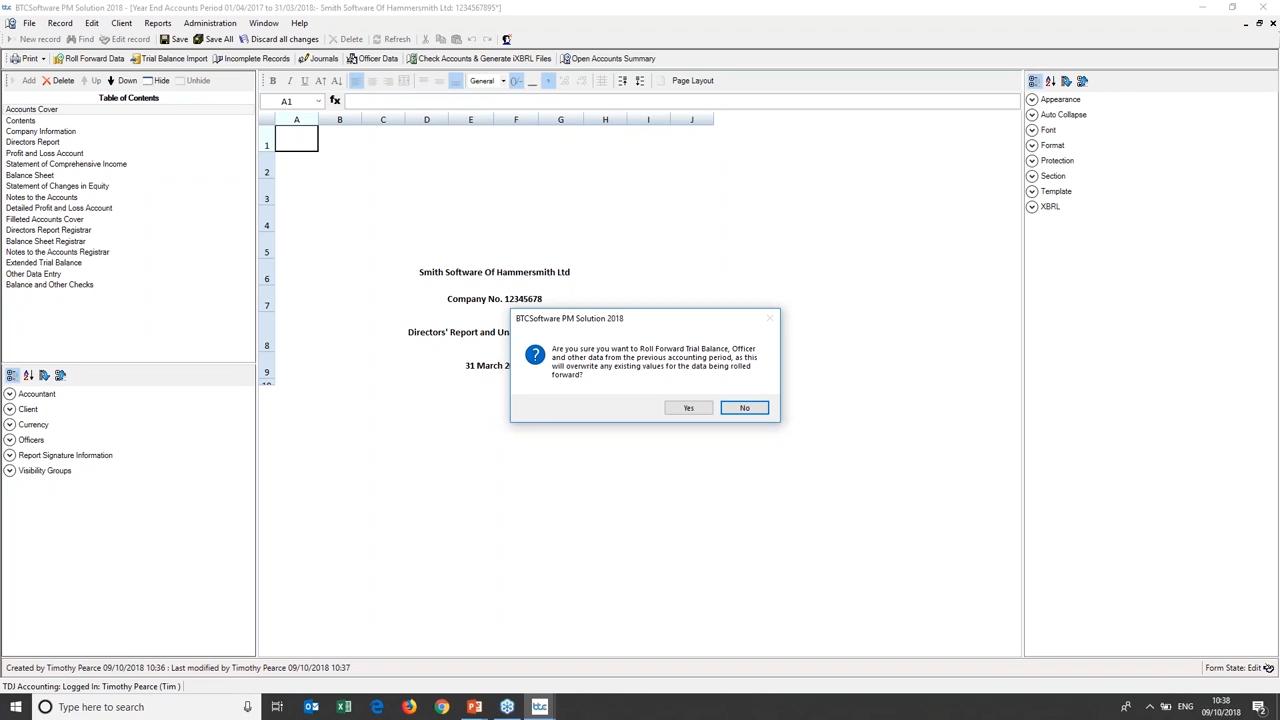 BTCSoftware PM Solution 2018 - [Year End Accounts Period 01/04/2017 to 31/03/2018:- Smith Software Of Hammersmith Ltd: 1234567895*]
File Record Edit Client Reports Administration Window Help
New record Find Edit record Save Save All Discard all changes Delete Refresh
Print Roll Forward Data Trial Balance Import Incomplete Records Journals Officer Data Check Accounts & Generate iXBRL Files Open Accounts Summary
Add Delete Up Down Hide Unhide
B I U General Page Layout
Table of Contents
A1 fx
Accounts Cover
Contents
Company Information
Directors Report
Profit and Loss Account
Statement of Comprehensive Income
Balance Sheet
Statement of Changes in Equity
Notes to the Accounts
Detailed Profit and Loss Account
Filleted Accounts Cover
Directors Report Registrar
Balance Sheet Registrar
Notes to the Accounts Registrar
Extended Trial Balance
Other Data Entry
Balance and Other Checks
Accountant
Client
Currency
Officers
Report Signature Information
Visibility Groups
A B C D E F G H I J
1
2
3
4
5
6
7
8
9
10
Smith Software Of Hammersmith Ltd
Company No. 12345678
Directors' Report and Un
31 March 2
BTCSoftware PM Solution 2018
Are you sure you want to Roll Forward Trial Balance, Officer
and other data from the previous accounting period, as this
will overwrite any existing values for the data being rolled
forward?
Yes No
Appearance
Auto Collapse
Font
Format
Protection
Section
Template
XBRL
Created by Timothy Pearce 09/10/2018 10:36 : Last modified by Timothy Pearce 09/10/2018 10:37
Form State: Edit
TDJ Accounting: Logged In: Timothy Pearce (Tim )
Type here to search
ENG
10:38
09/10/2018